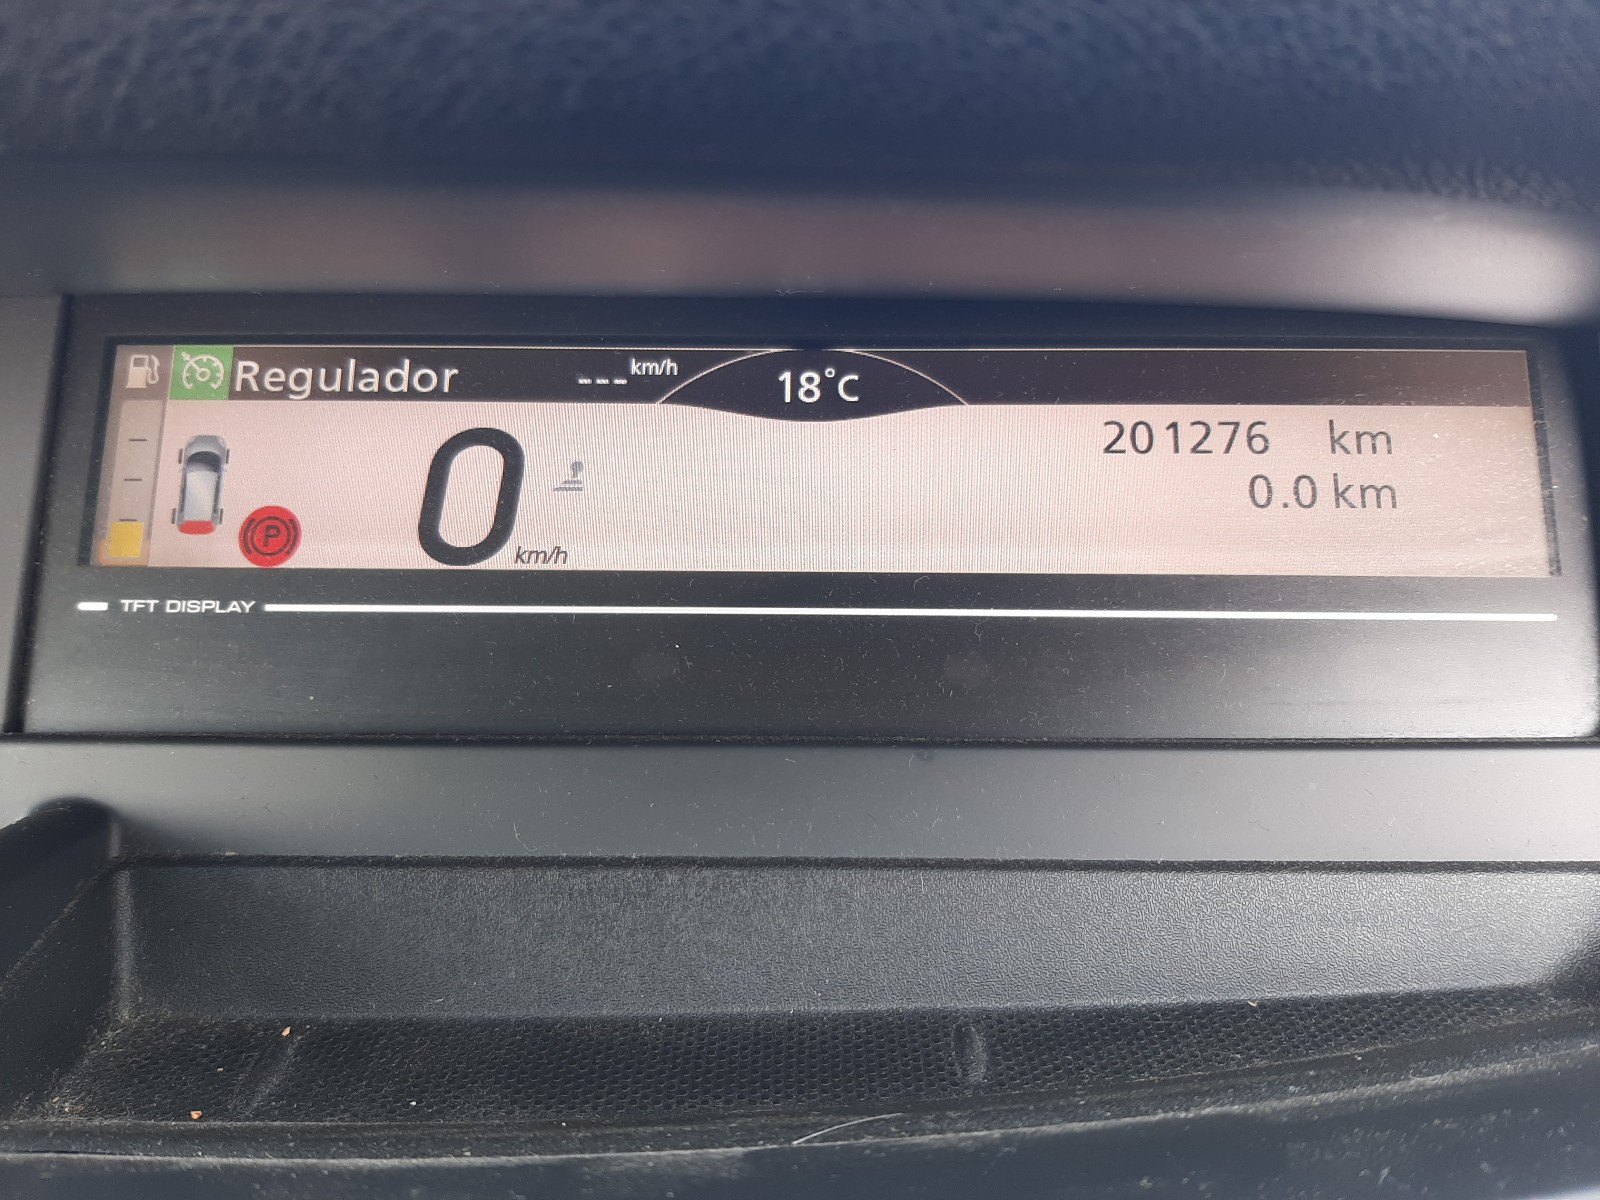 Regulador --- km/h
18°C
201276 km
0.0 km
P
0 km/h
TFT DISPLAY